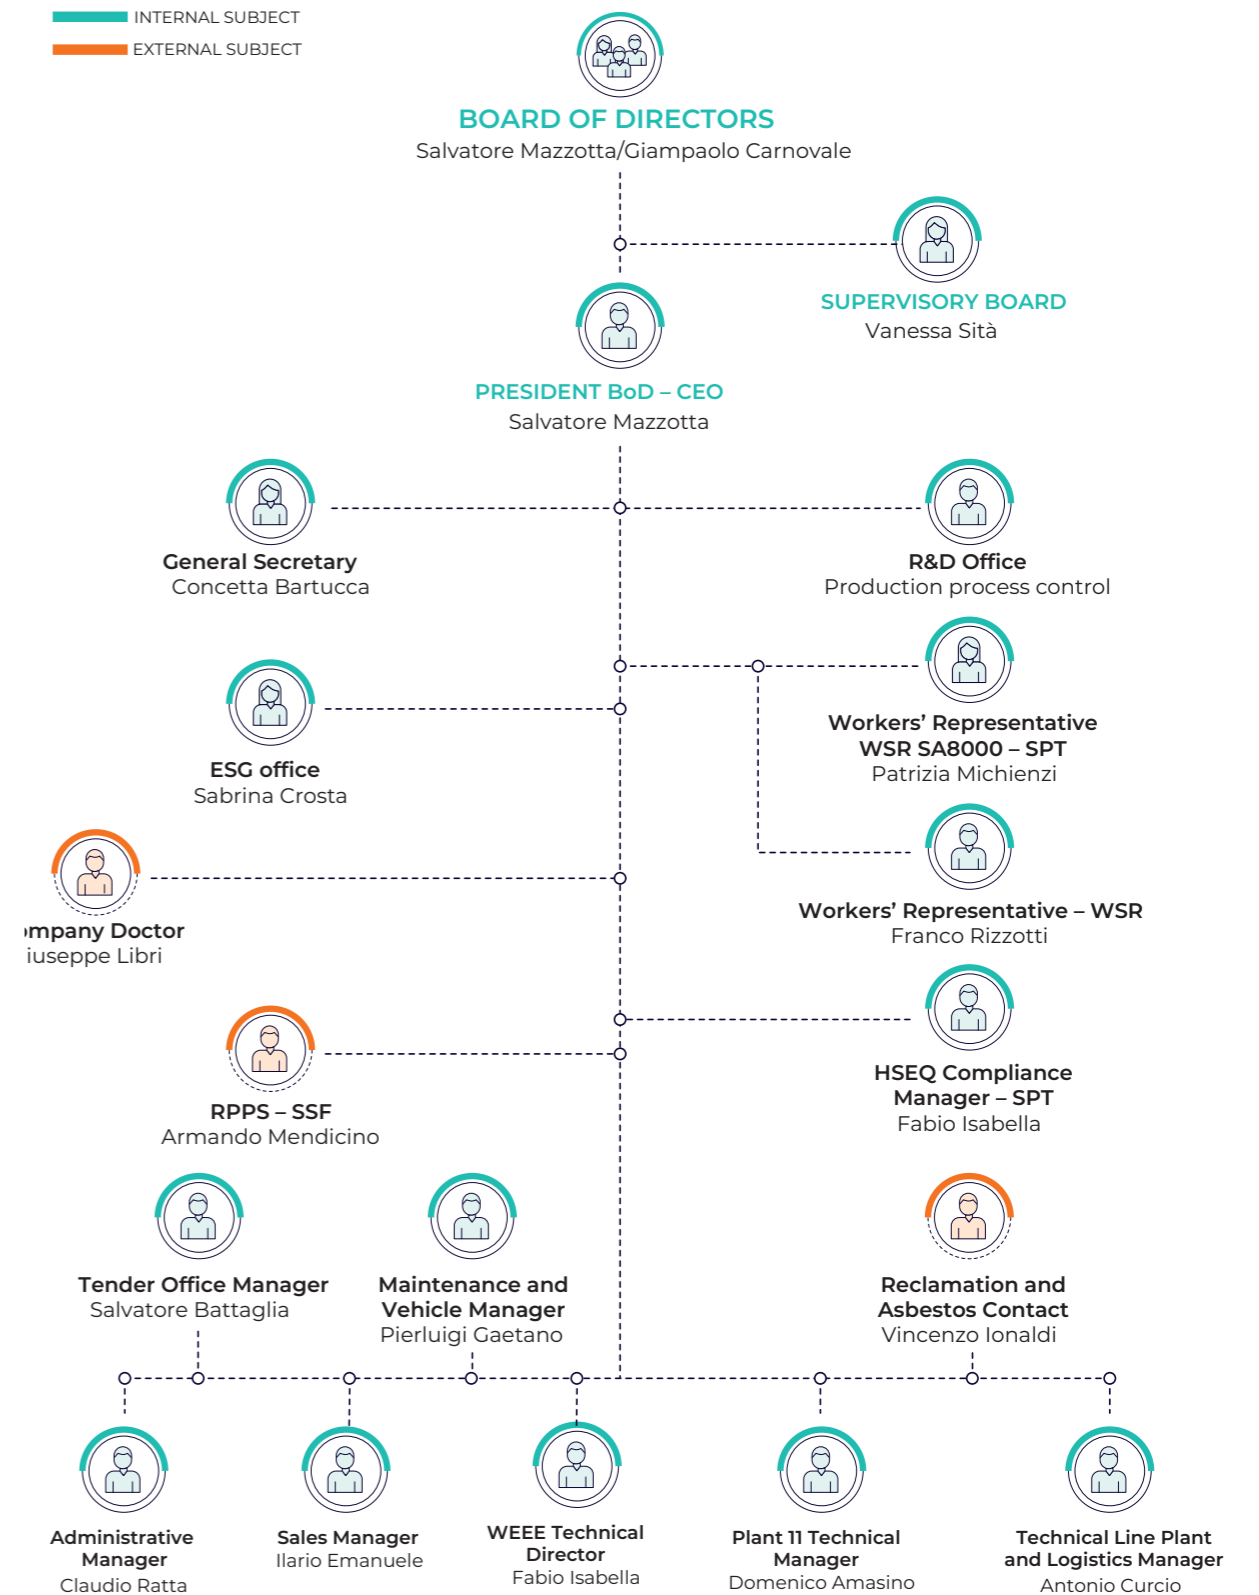 INTERNAL SUBJECT
EXTERNAL SUBJECT
BOARD OF DIRECTORS
Salvatore Mazzotta/Giampaolo Carnovale
SUPERVISORY BOARD
Vanessa Sità
PRESIDENT BoD – CEO
Salvatore Mazzotta
General Secretary
Concetta Bartucca
R&D Office
Production process control
Workers’ Representative
WSR SA8000 – SPT
Patrizia Michienzi
ESG office
Sabrina Crosta
mpany Doctor
iuseppe Libri
Workers’ Representative – WSR
Franco Rizzotti
HSEQ Compliance
Manager – SPT
Fabio Isabella
RPPS – SSF
Armando Mendicino
Tender Office Manager
Salvatore Battaglia
Maintenance and
Vehicle Manager
Pierluigi Gaetano
Reclamation and
Asbestos Contact
Vincenzo Ionaldi
Administrative
Manager
Claudio Ratta
Sales Manager
Ilario Emanuele
WEEE Technical
Director
Fabio Isabella
Plant 11 Technical
Manager
Domenico Amasino
Technical Line Plant
and Logistics Manager
Antonio Curcio